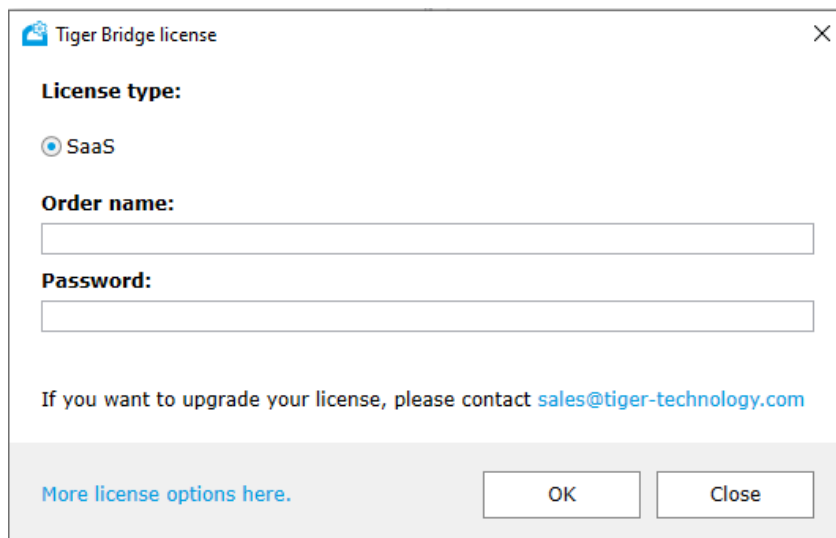 Tiger Bridge license
License type:
SaaS
Order name:
Password:
If you want to upgrade your license, please contact sales@tiger-technology.com
More license options here.
OK
Close